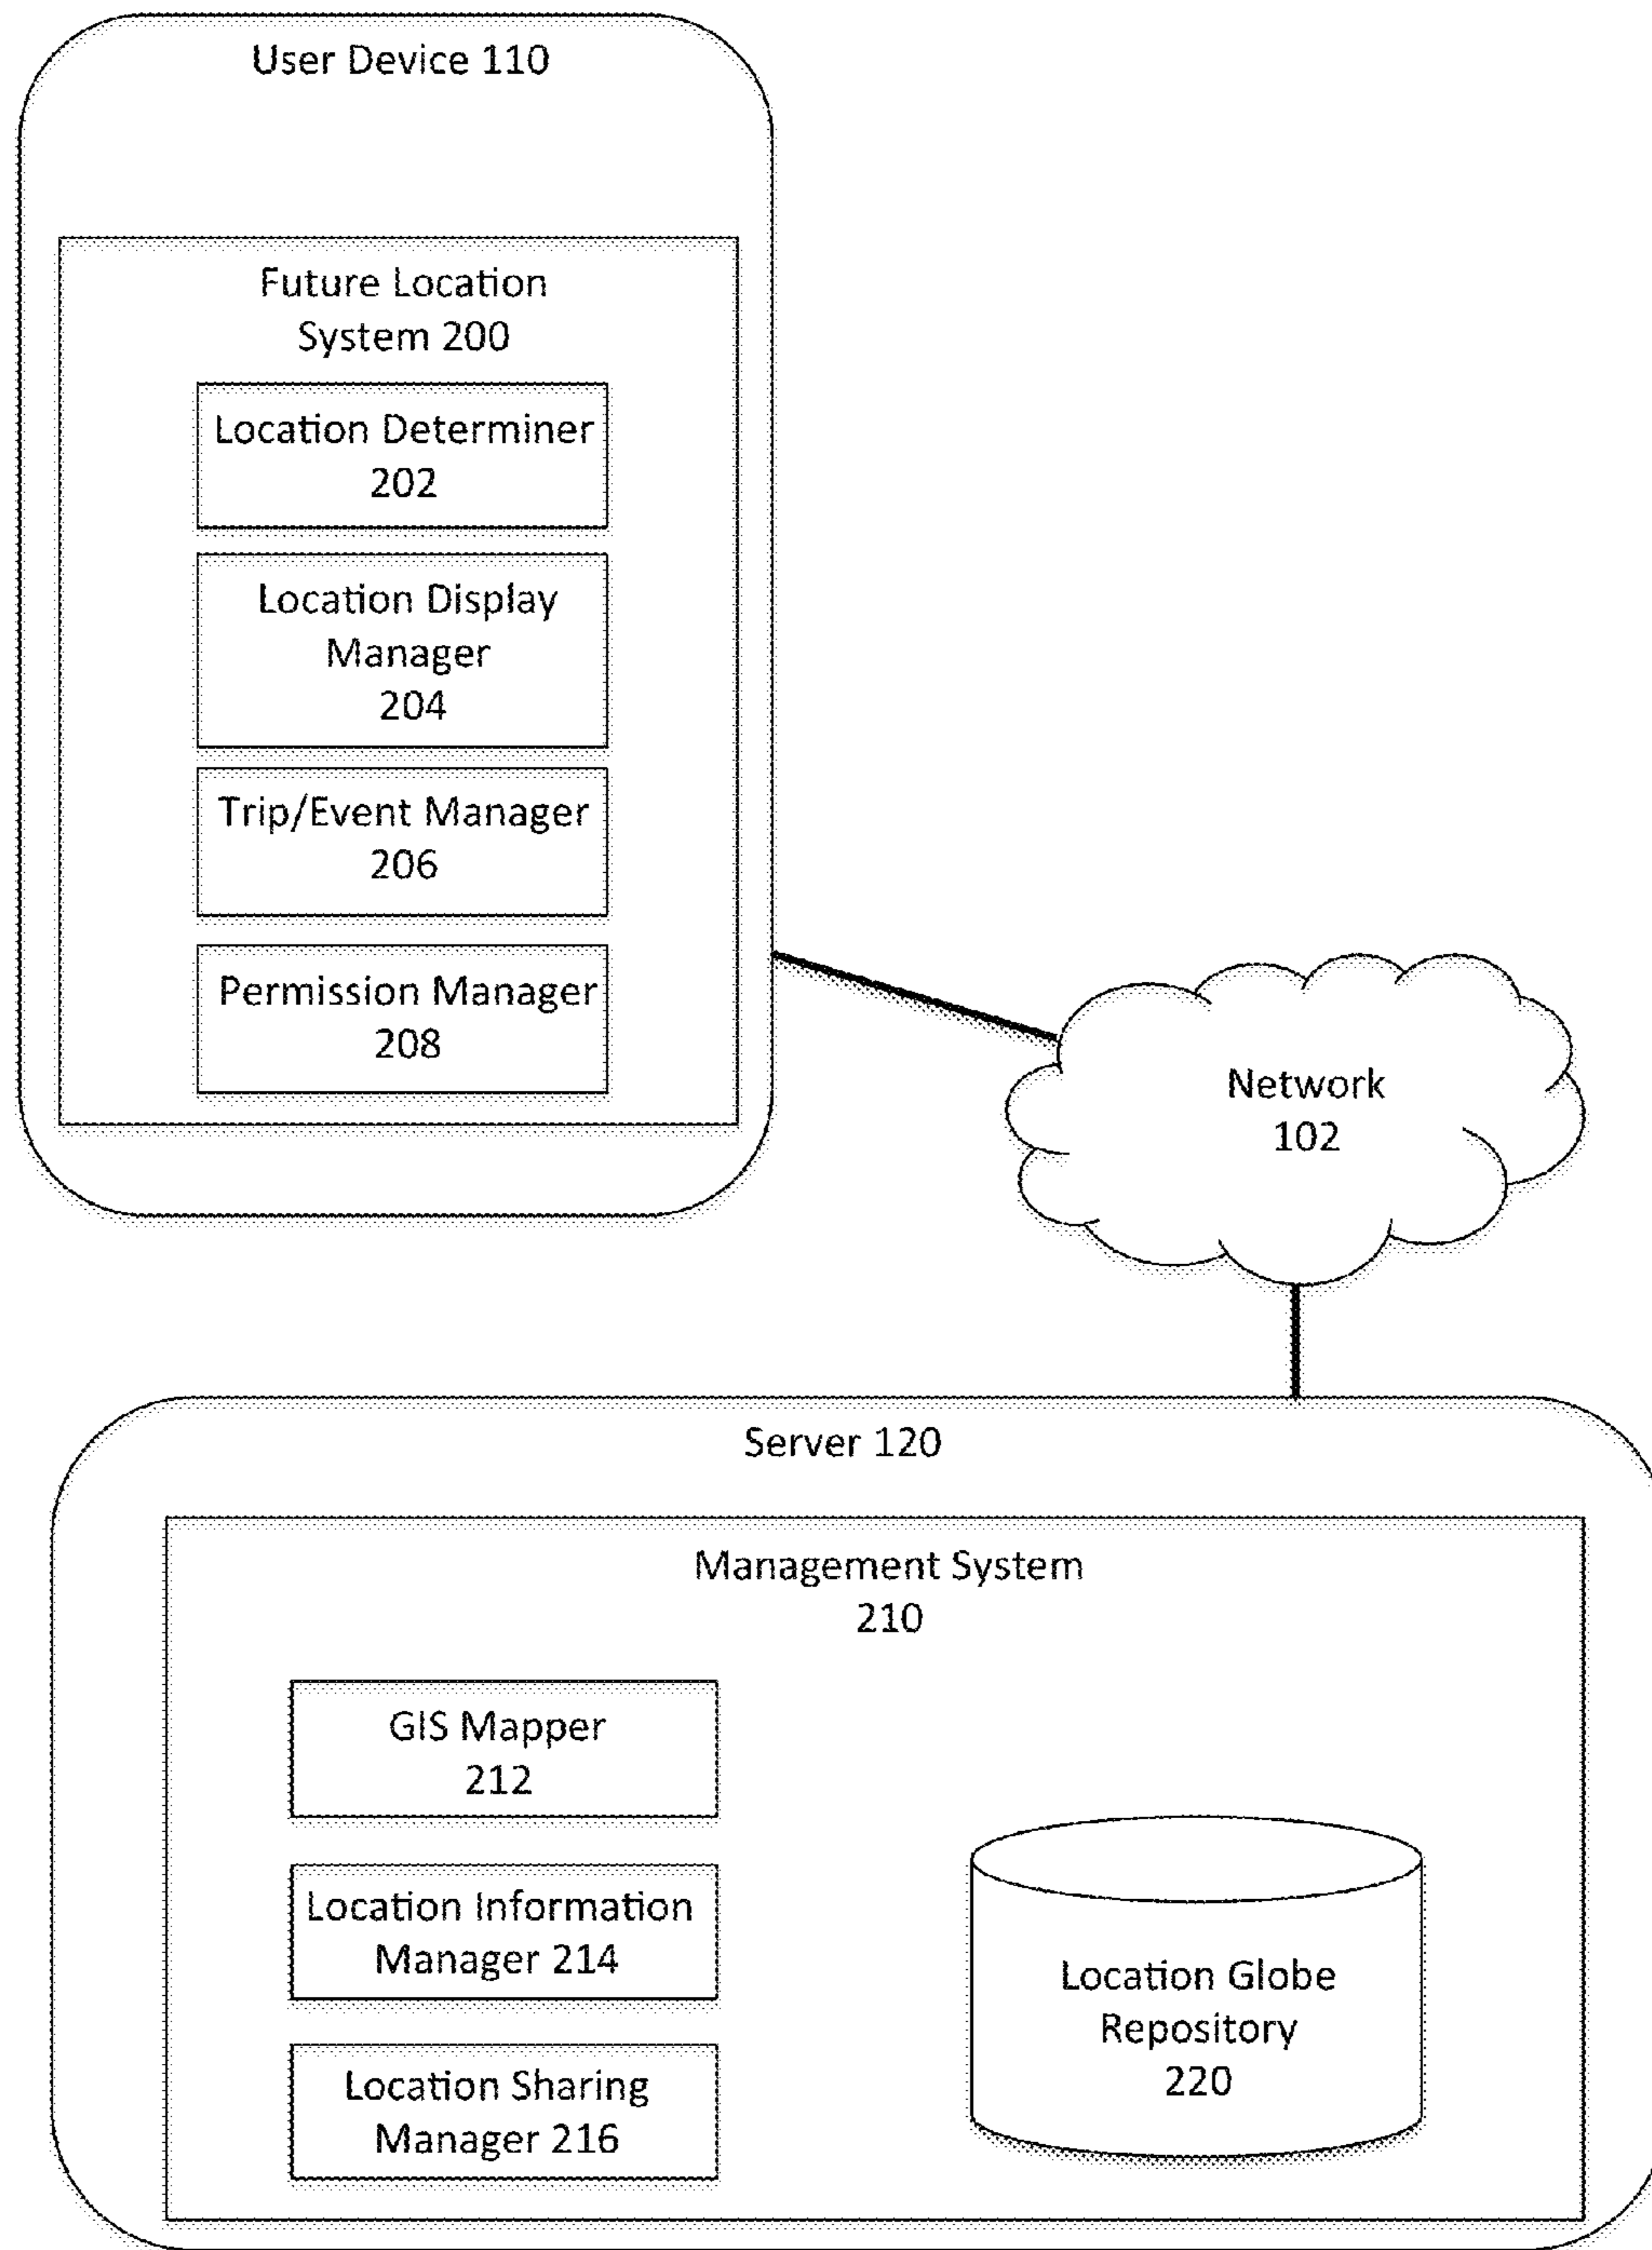 User Device 110
Future Location
System 200
Location Determiner
202
Location Display
Manager
204
Trip/Event Manager
206
Permission Manager
208
Network
102
Server 120
Management System
210
GIS Mapper
212
Location Information
Manager 214
Location Sharing
Manager 216
Location Globe
Repository
220